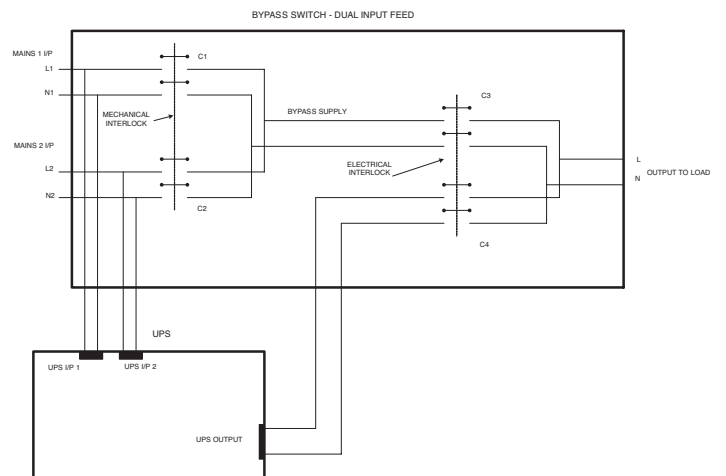 BYPASS SWITCH - DUAL INPUT FEED
MAINS 1 I/P
L1
N1
C1
MECHANICAL
INTERLOCK
BYPASS SUPPLY
C3
MAINS 2 I/P
L2
N2
C2
ELECTRICAL
INTERLOCK
C4
L
N
OUTPUT TO LOAD
UPS
UPS I/P 1
UPS I/P 2
UPS OUTPUT